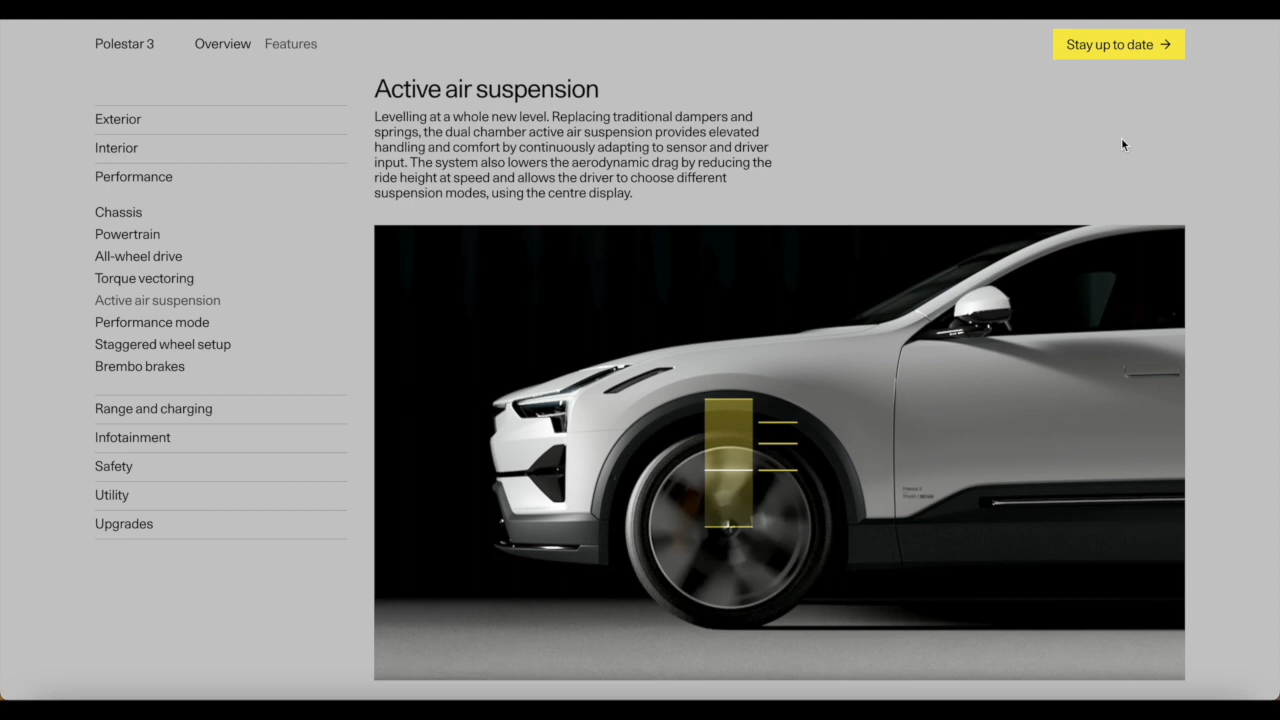 Polestar 3
Overview
Features
Stay up to date →
Exterior
Interior
Performance
Chassis
Powertrain
All-wheel drive
Torque vectoring
Active air suspension
Performance mode
Staggered wheel setup
Brembo brakes
Range and charging
Infotainment
Safety
Utility
Upgrades
Active air suspension
Levelling at a whole new level. Replacing traditional dampers and
springs, the dual chamber active air suspension provides elevated
handling and comfort by continuously adapting to sensor and driver
input. The system also lowers the aerodynamic drag by reducing the
ride height at speed and allows the driver to choose different
suspension modes, using the centre display.
Polestar 3